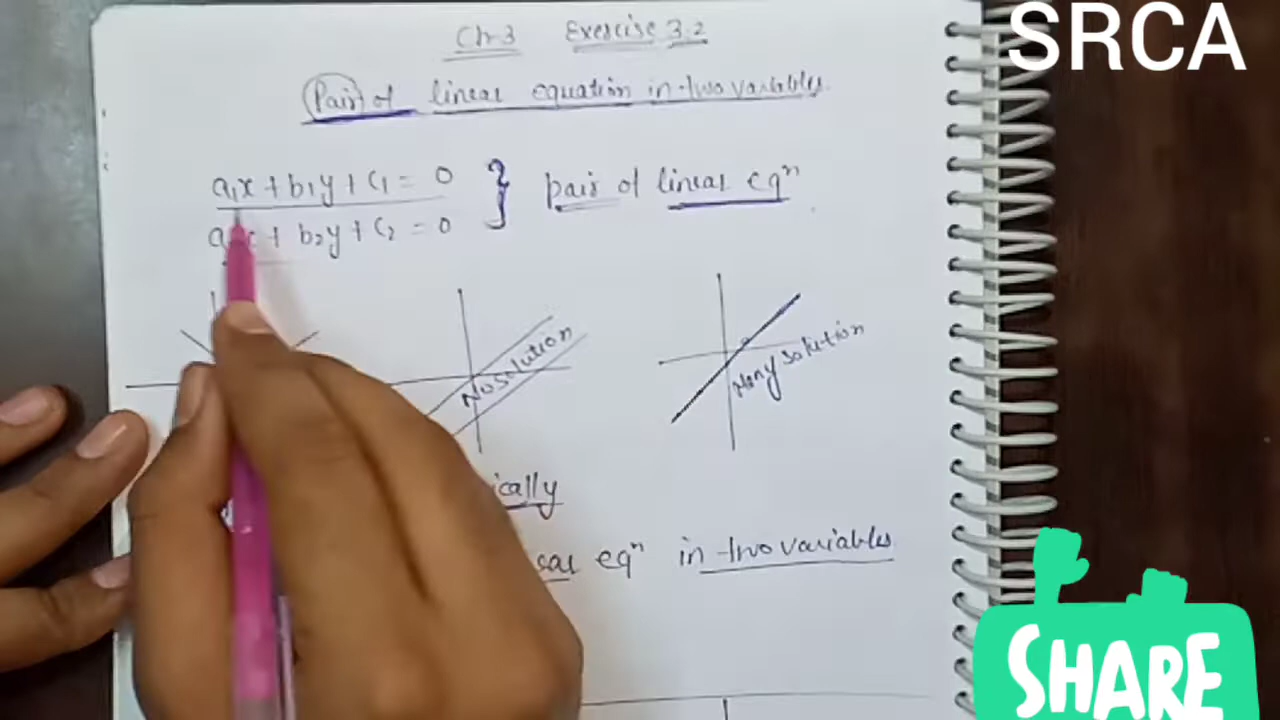 SRCA
Ch-3 Exercise 3.2
Pair of linear equation in two variables.
a₁x + b₁y + c₁ = 0
b₂y + c₂ = 0
} pair of linear eqⁿ
No solution
Many solution
ically
eqⁿ in two variables
SHARE